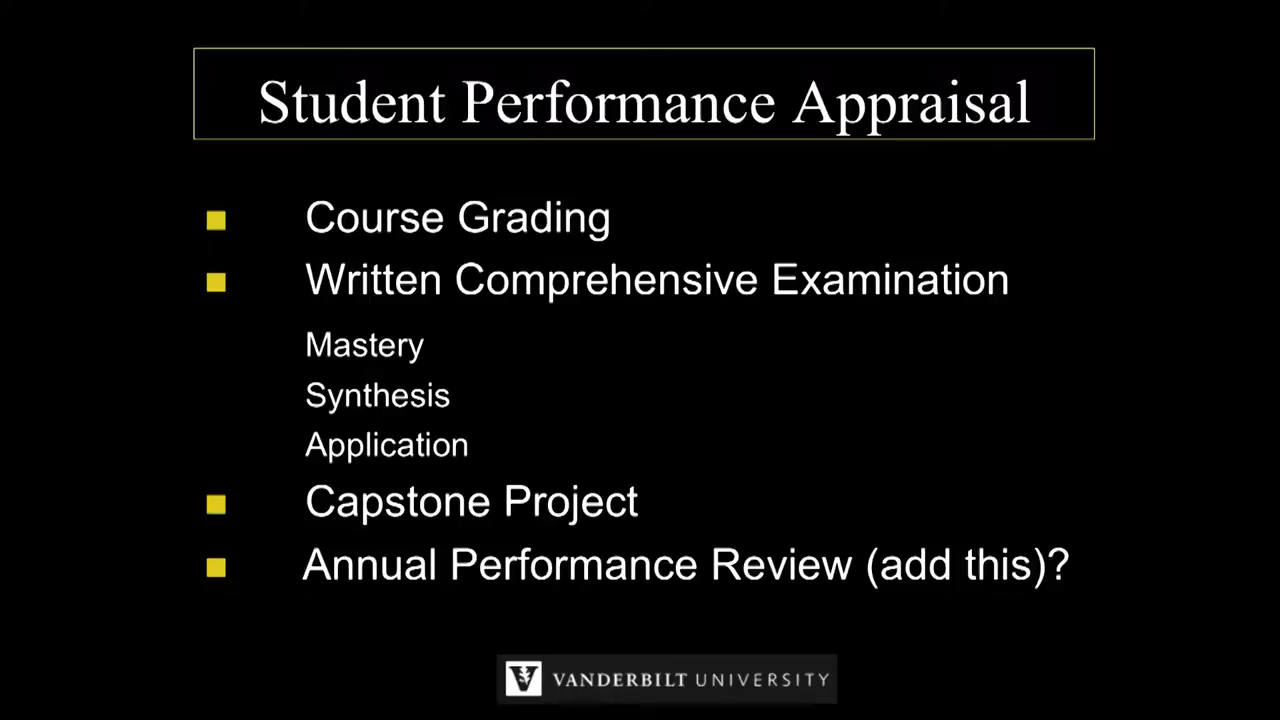 Student Performance Appraisal
Course Grading
Written Comprehensive Examination
Mastery
Synthesis
Application
Capstone Project
Annual Performance Review (add this)?
V VANDERBILT UNIVERSITY